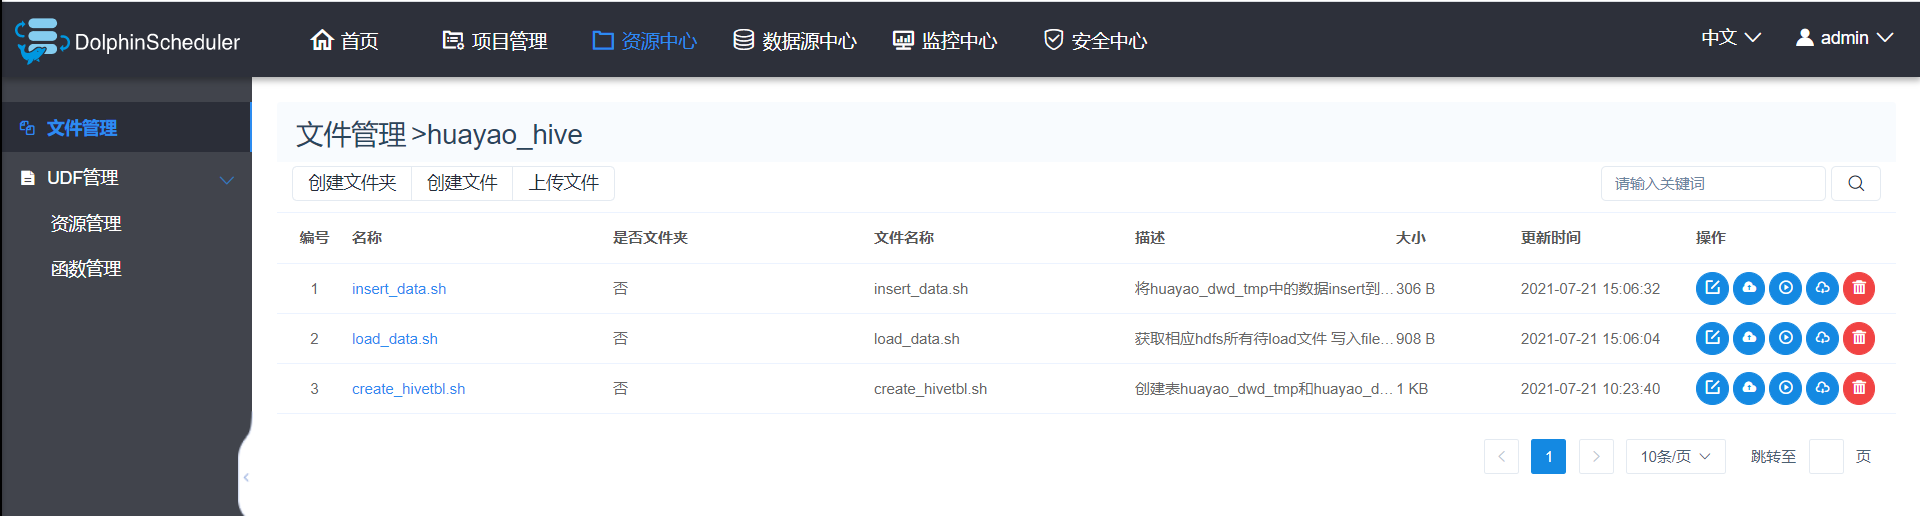 DolphinScheduler 首页 项目管理 资源中心 数据源中心 监控中心 安全中心 中文 admin
文件管理
UDF管理
资源管理
函数管理
文件管理 >huayao_hive
创建文件夹 创建文件 上传文件 请输入关键词
编号 名称 是否文件夹 文件名称 描述 大小 更新时间 操作
1 insert_data.sh 否 insert_data.sh 将huayao_dwd_tmp中的数据insert到... 306 B 2021-07-21 15:06:32
2 load_data.sh 否 load_data.sh 获取相应hdfs所有待load文件 写入file... 908 B 2021-07-21 15:06:04
3 create_hivetbl.sh 否 create_hivetbl.sh 创建表huayao_dwd_tmp和huayao_d... 1 KB 2021-07-21 10:23:40
1 10条/页 跳转至 页